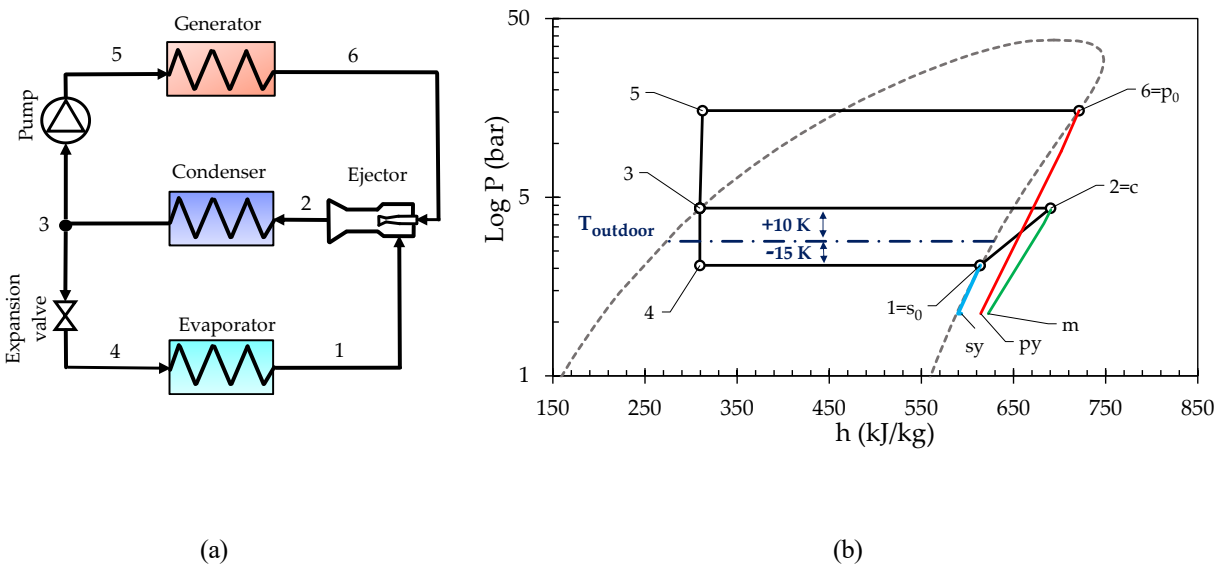 Generator
5
6
Pump
Condenser
Ejector
2
3
Expansion
valve
Evaporator
4
1
(a)
50
5
1
Log P (bar)
5
6=p₀
3
2=c
T_outdoor
+10 K
-15 K
4
1=s₀
sy
py
m
150
250
350
450
550
650
750
850
h (kJ/kg)
(b)